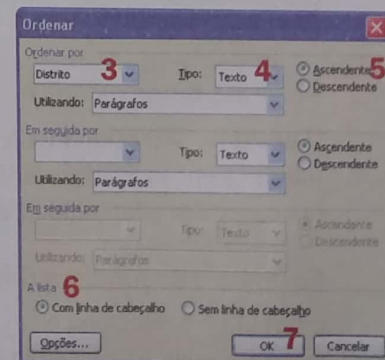 Ordenar
Ordenar por
Distrito 3 Tipo: Texto 4 Ascendente 5
Descendente
Utilizando: Parágrafos
Em seguida por
Tipo: Texto Ascendente
Descendente
Utilizando: Parágrafos
Em seguida por
Tipo: Texto Ascendente
Descendente
Utilizando: Parágrafos
A lista 6
Com linha de cabeçalho Sem linha de cabeçalho
Opções... OK 7 Cancelar